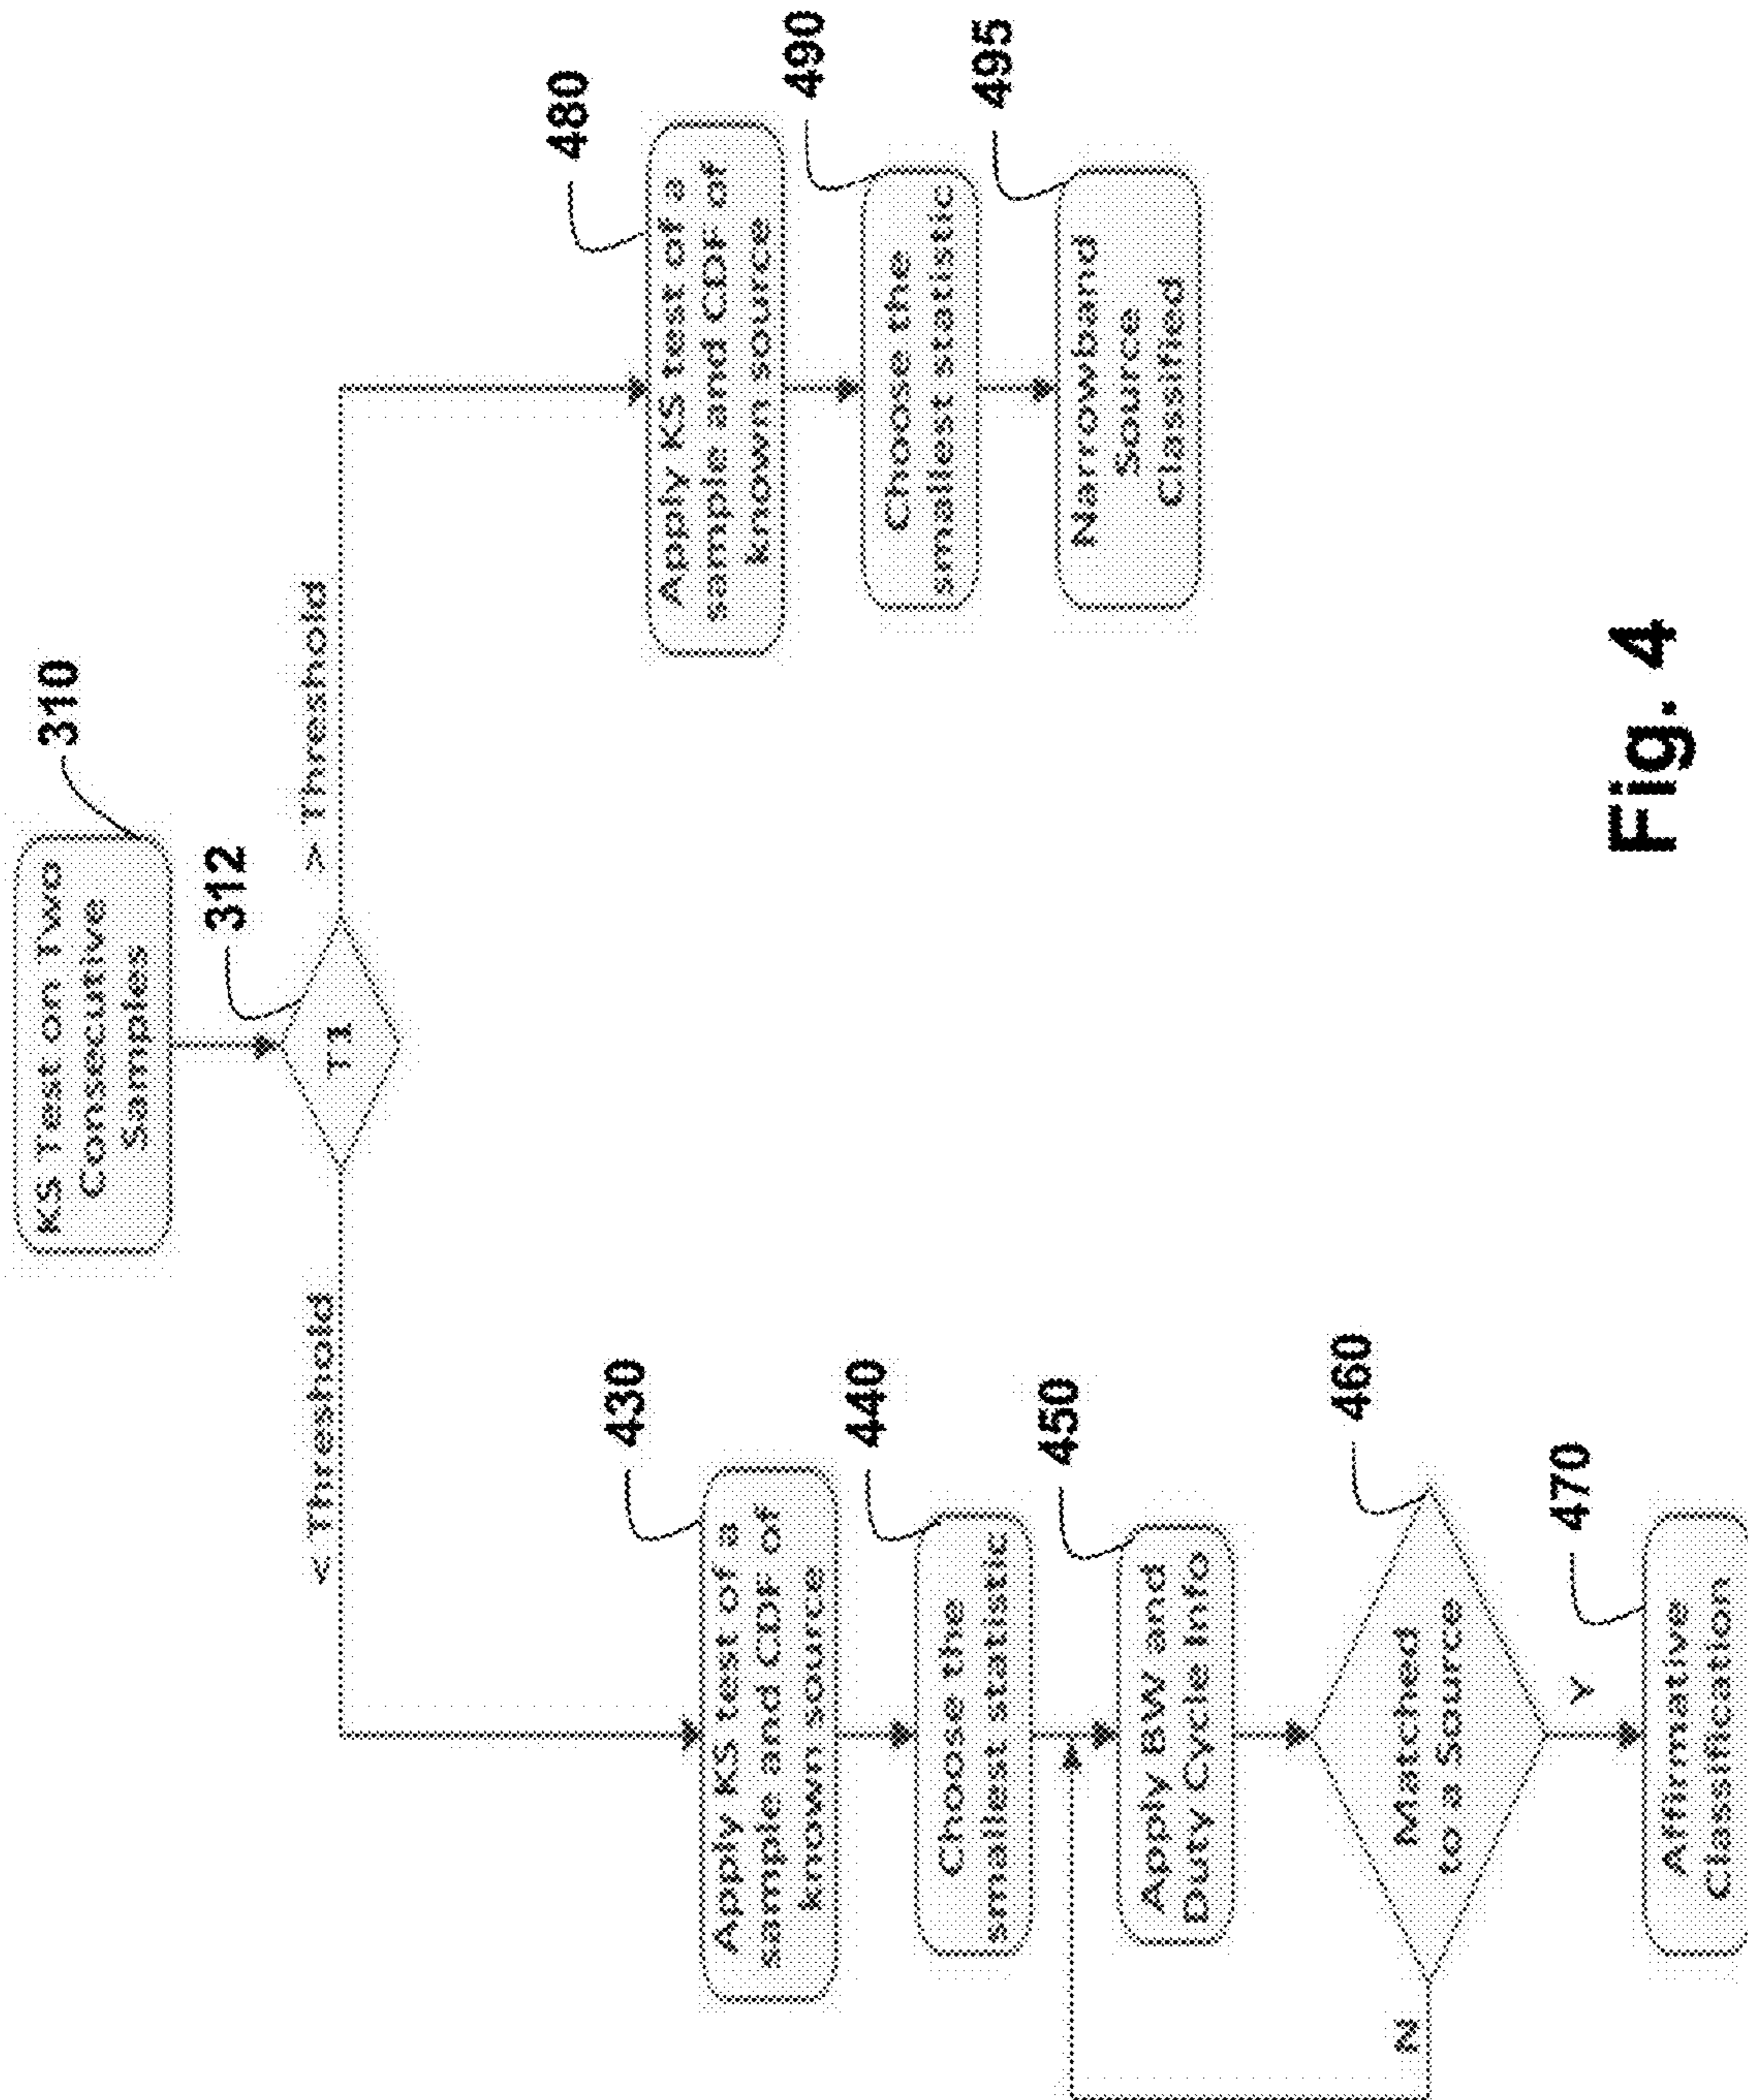 KS Test on Two
Consecutive
Samples
310
312
T1
< Threshold
> Threshold
430
Apply KS test of a
sample and CDF of
known source
440
Choose the
smallest statistic
450
Apply BW and
Duty Cycle Info
460
Matched
to a Source
N
Y
470
Affirmative
Classification
480
Apply KS test of a
sample and CDF of
known source
490
Choose the
smallest statistic
495
Narrowband
Source
Classified
Fig. 4